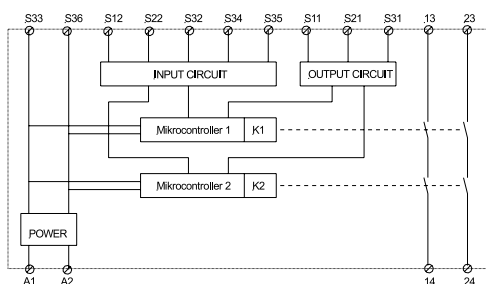 S33 S36 S12 S22 S32 S34 S35 S11 S21 S31 13 23
INPUT CIRCUIT OUTPUT CIRCUIT
Mikrocontroller 1 K1
Mikrocontroller 2 K2
POWER
A1 A2 14 24